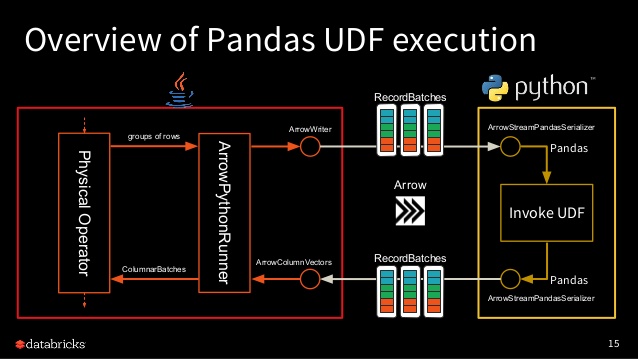 Overview of Pandas UDF execution
RecordBatches
python™
ArrowWriter
ArrowStreamPandasSerializer
groups of rows
Pandas
Physical Operator
ArrowPythonRunner
Arrow
Invoke UDF
RecordBatches
ArrowColumnVectors
ColumnarBatches
Pandas
ArrowStreamPandasSerializer
databricks
15